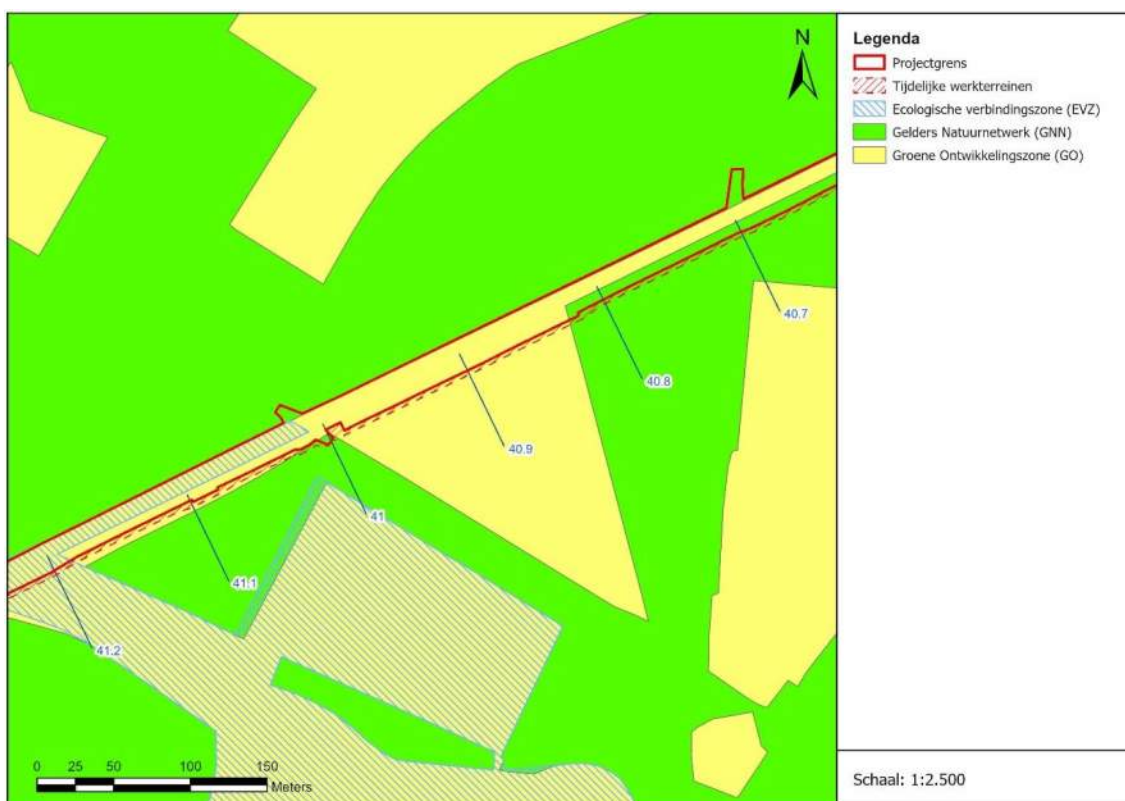 N
Legenda
Projectgrens
Tijdelijke werkterreinen
Ecologische verbindingszone (EVZ)
Gelders Natuurnetwerk (GNN)
Groene Ontwikkelingszone (GO)
40.7
40.8
40.9
41
41.1
41.2
0 25 50 100 150
Meters
Schaal: 1:2.500